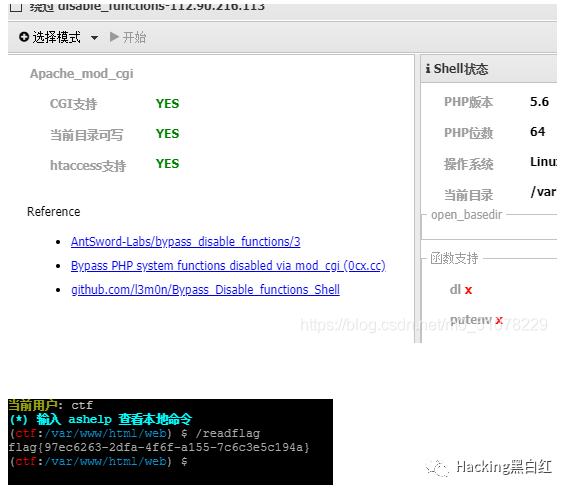 绕过 disable_functions-112.90.216.113
选择模式 开始
Apache_mod_cgi
CGI支持 YES
当前目录可写 YES
htaccess支持 YES
Reference
AntSword-Labs/bypass_disable_functions/3
Bypass PHP system functions disabled via mod_cgi (0cx.cc)
github.com/l3m0n/Bypass_Disable_functions_Shell
Shell状态
PHP版本 5.6
PHP位数 64
操作系统 Linu
当前目录 /var
open_basedir
函数支持
dl x
putenv x
当前用户: ctf
(*) 输入 ashelp 查看本地命令
(ctf:/var/www/html/web) $ /readflag
flag{97ec6263-2dfa-4f6f-a155-7c6c3e5c194a}
(ctf:/var/www/html/web) $
Hacking黑白红